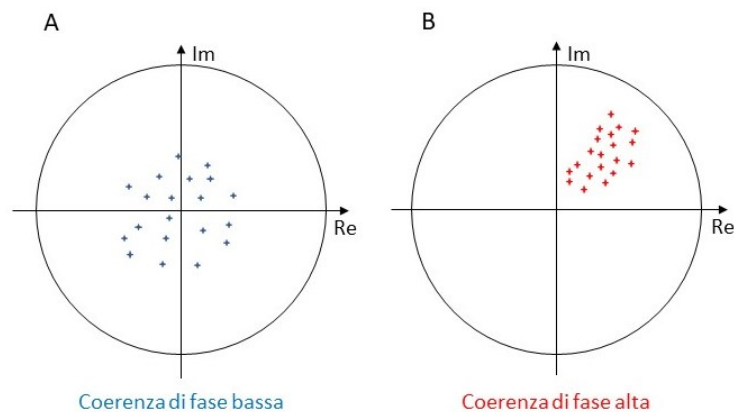 A
Im
Re
Coerenza di fase bassa
B
Im
Re
Coerenza di fase alta